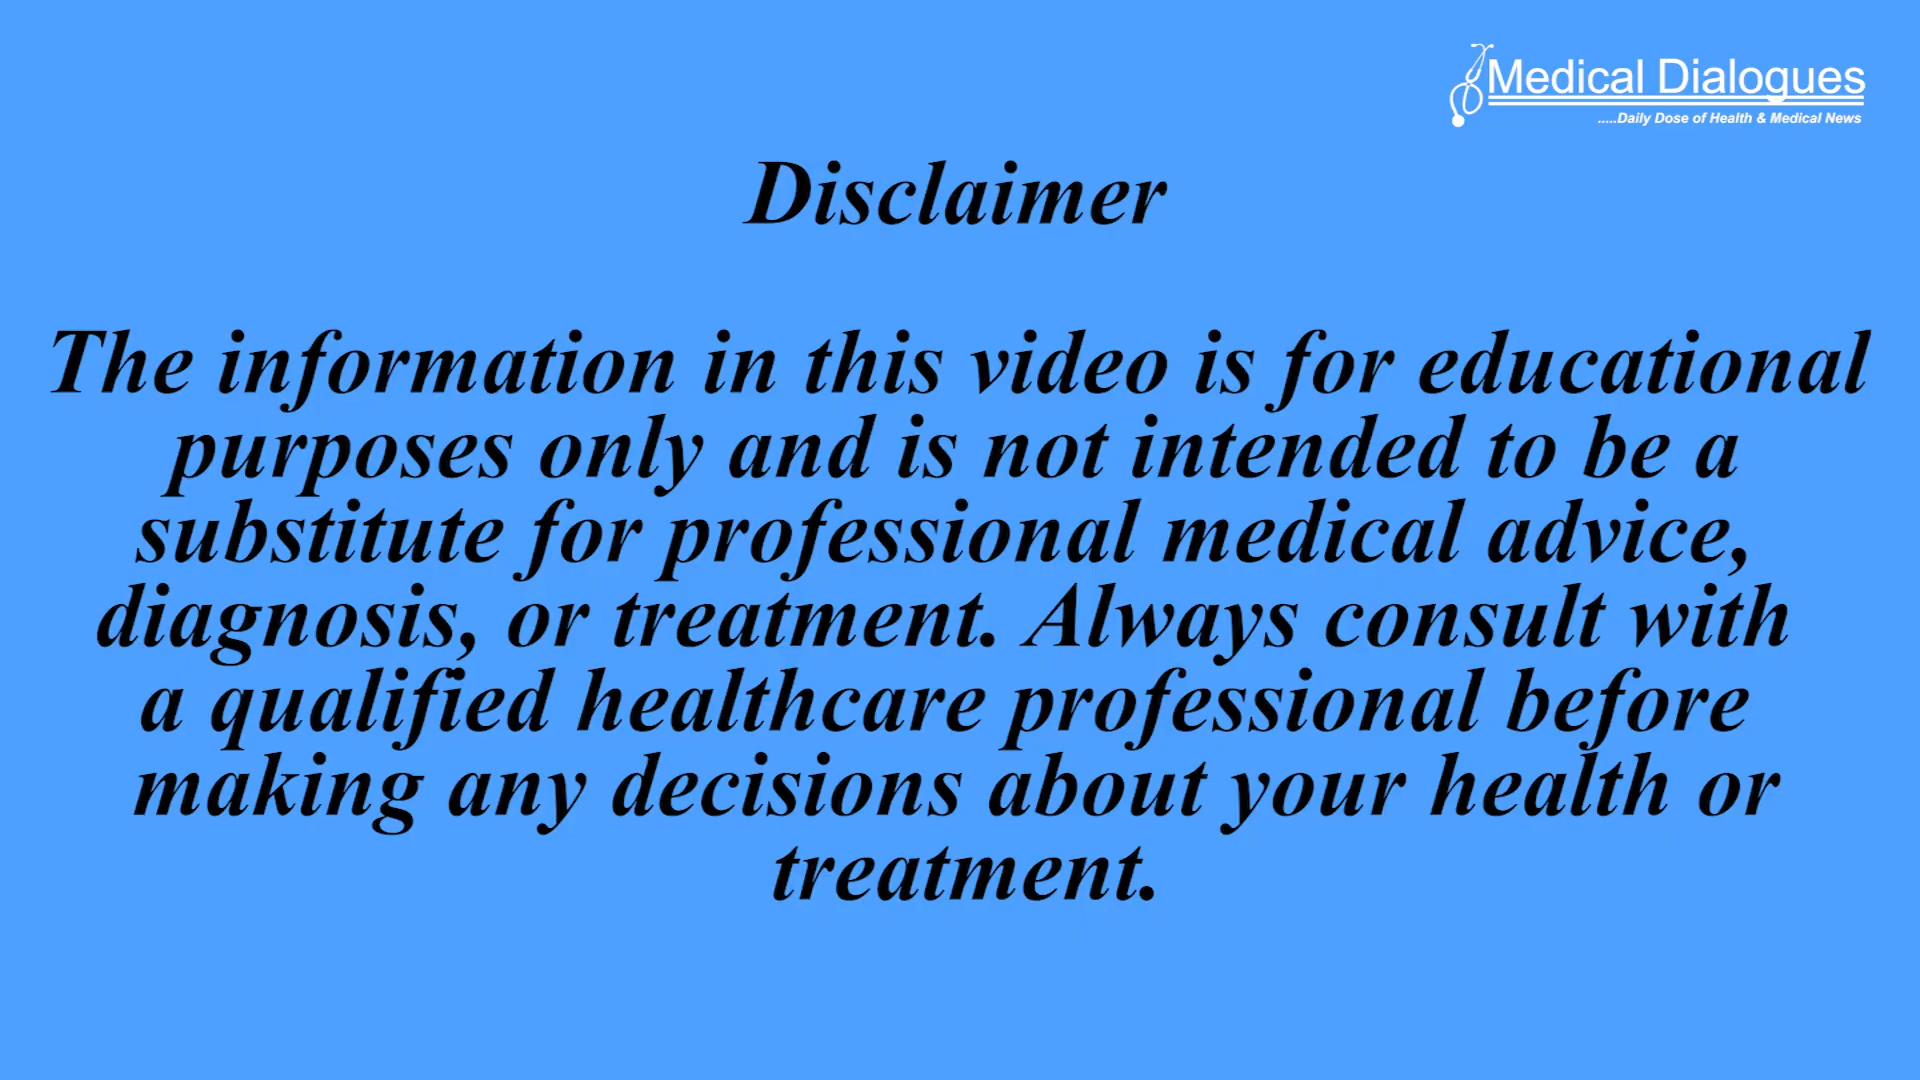 Medical Dialogues
.....Daily Dose of Health & Medical News
Disclaimer
The information in this video is for educational
purposes only and is not intended to be a
substitute for professional medical advice,
diagnosis, or treatment. Always consult with
a qualified healthcare professional before
making any decisions about your health or
treatment.